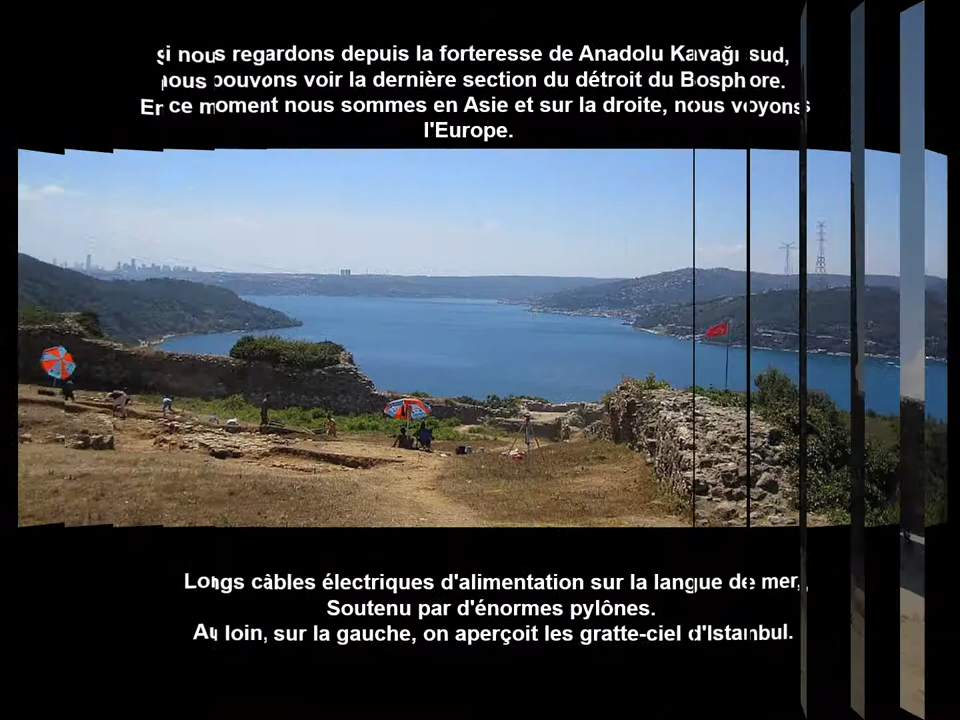 si nous regardons depuis la forteresse de Anadolu Kavağı sud,
nous pouvons voir la dernière section du détroit du Bosphore.
En ce moment nous sommes en Asie et sur la droite, nous voyons
l'Europe.
Longs câbles électriques d'alimentation sur la langue de mer,
Soutenu par d'énormes pylônes.
Au loin, sur la gauche, on aperçoit les gratte-ciel d'Istanbul.